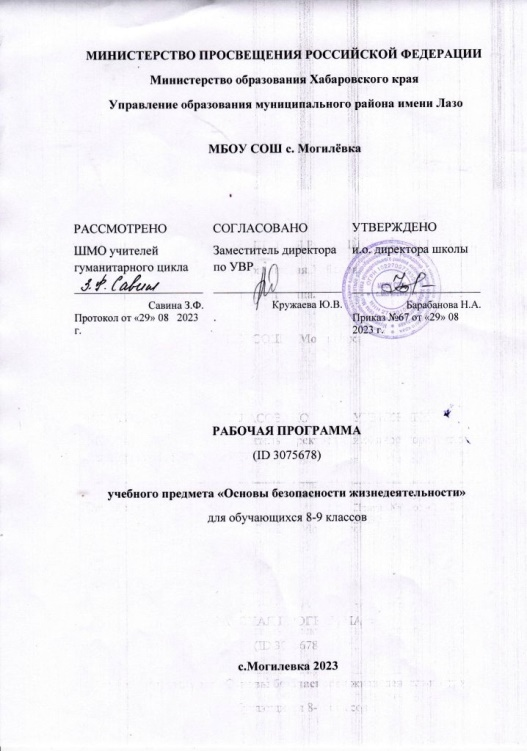 МИНИСТЕРСТВО ПРОСВЕЩЕНИЯ РОССИЙСКОЙ ФЕДЕРАЦИИ
Министерство образования Хабаровского края
Управление образования муниципального района имени Лазо
МБОУ СОШ с. Могилёвка
РАССМОТРЕНО
ШМО учителей
гуманитарного цикла
З.Ф. Савин
Савина З.Ф.
Протокол от «29» 08 2023
г.
СОГЛАСОВАНО
Заместитель директора
по УВР
Кружаева Ю.В.
УТВЕРЖДЕНО
и.о. директора школы
Барабанова Н.А.
Приказ №67 от «29» 08
2023 г.
РАБОЧАЯ ПРОГРАММА
(ID 3075678)
учебного предмета «Основы безопасности жизнедеятельности»
для обучающихся 8-9 классов
с.Могилевка 2023